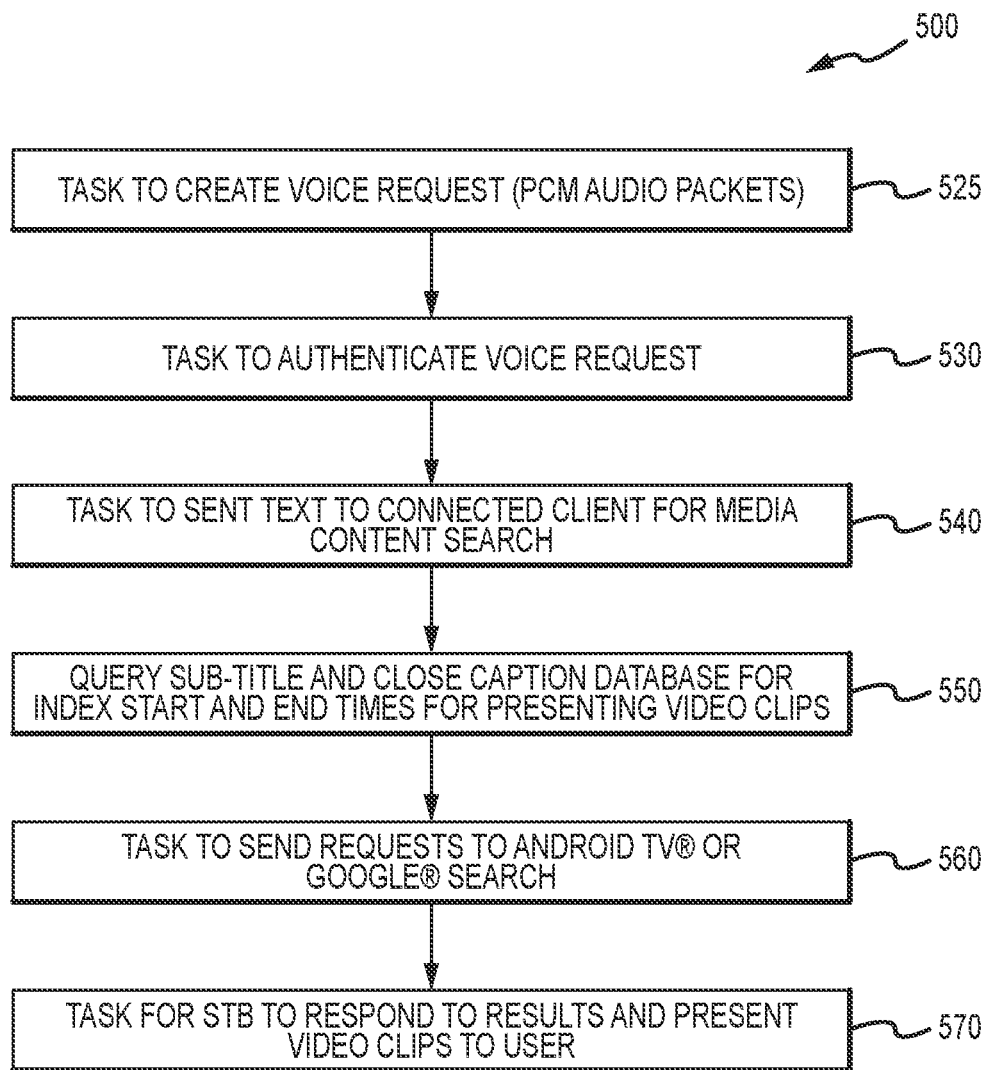 500
TASK TO CREATE VOICE REQUEST (PCM AUDIO PACKETS)
525
TASK TO AUTHENTICATE VOICE REQUEST
530
TASK TO SENT TEXT TO CONNECTED CLIENT FOR MEDIA
CONTENT SEARCH
540
QUERY SUB-TITLE AND CLOSE CAPTION DATABASE FOR
INDEX START AND END TIMES FOR PRESENTING VIDEO CLIPS
550
TASK TO SEND REQUESTS TO ANDROID TV® OR
GOOGLE® SEARCH
560
TASK FOR STB TO RESPOND TO RESULTS AND PRESENT
VIDEO CLIPS TO USER
570